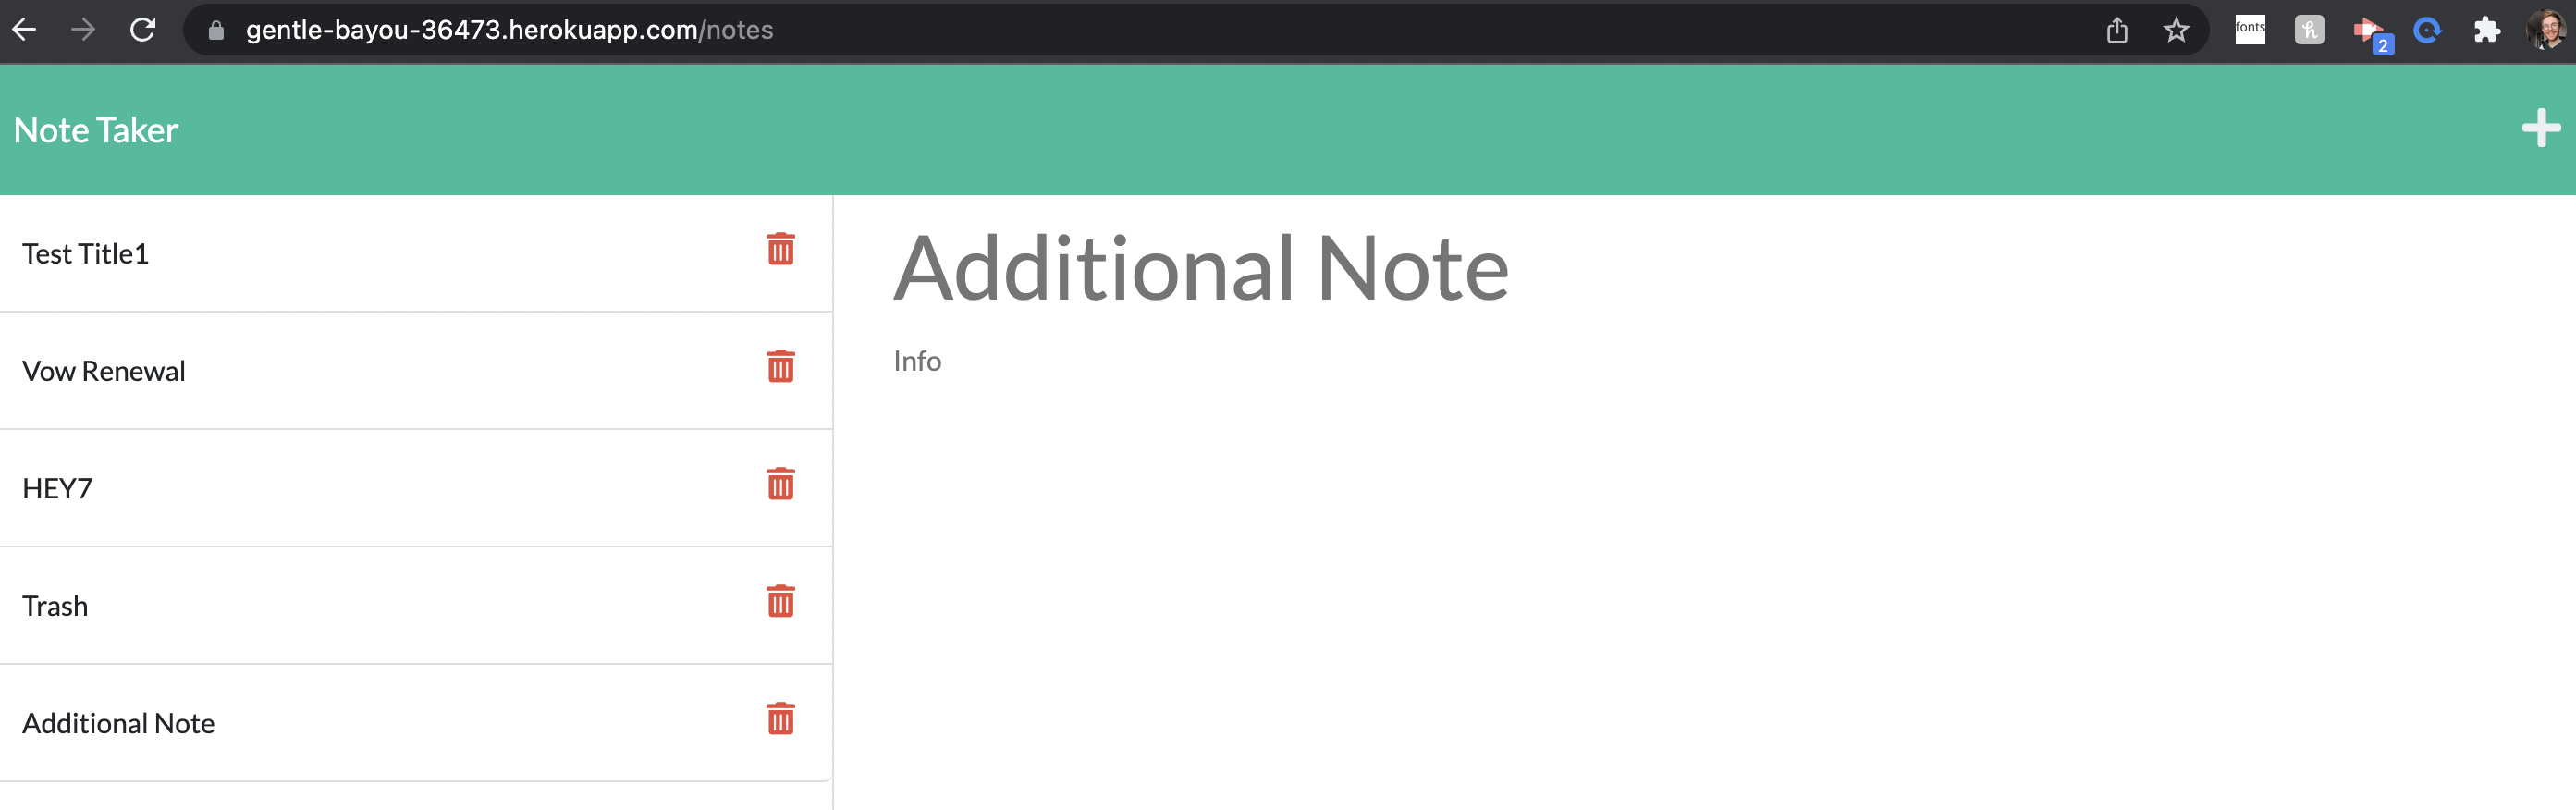 gentle-bayou-36473.herokuapp.com/notes
fonts
h
2
Note Taker
Test Title1
Vow Renewal
HEY7
Trash
Additional Note
Additional Note
Info